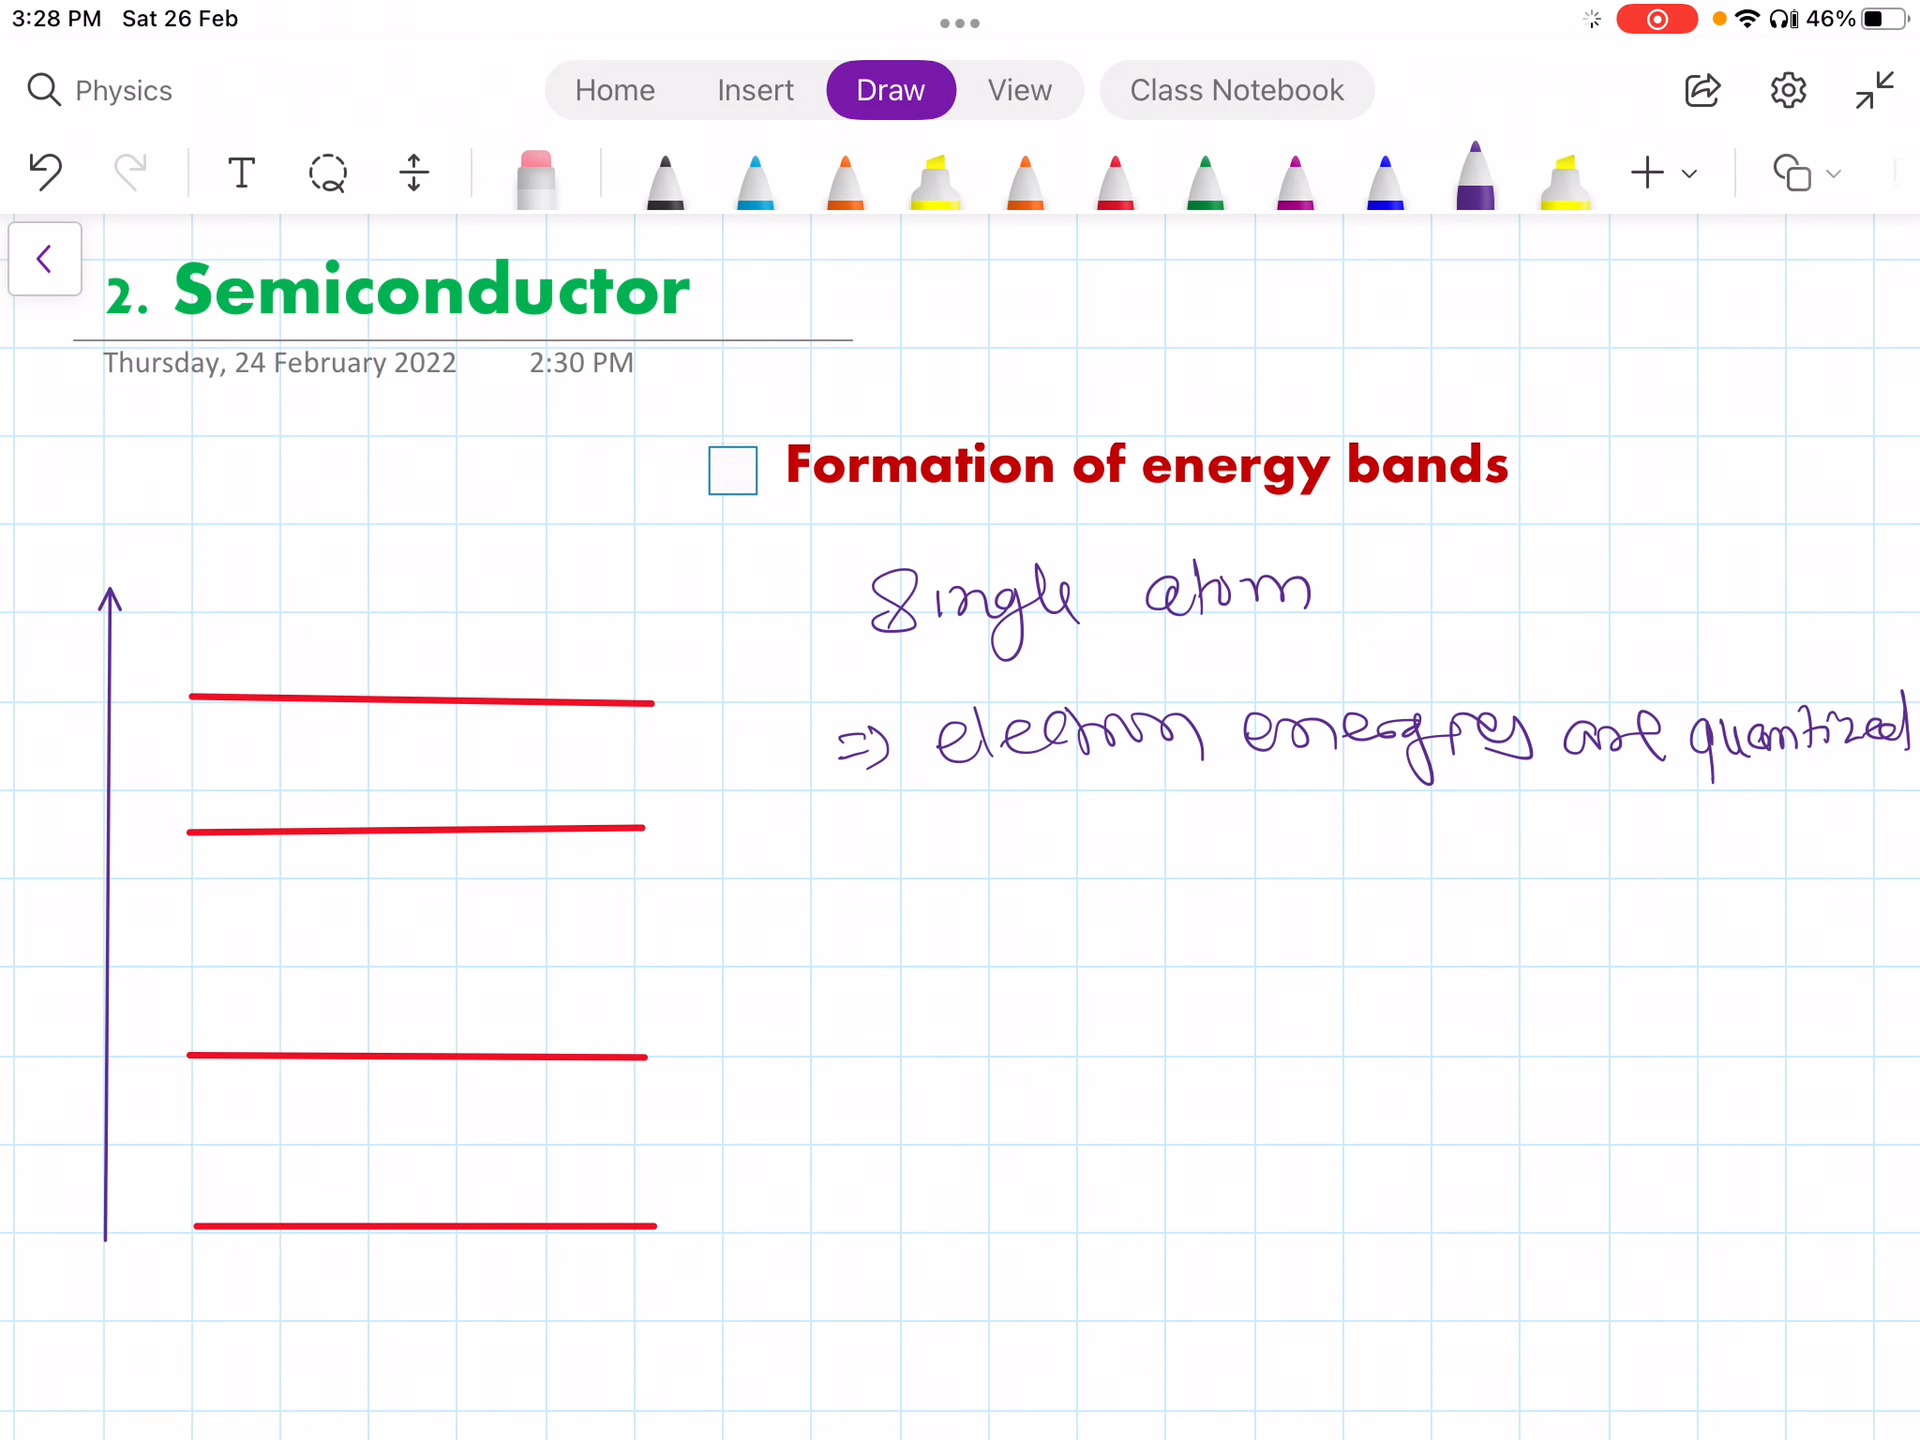 3:28 PM Sat 26 Feb
46%
Physics
Home Insert Draw View Class Notebook
T
2. Semiconductor
Thursday, 24 February 2022 2:30 PM
Formation of energy bands
Single atom
⇒ electron energies are quantized